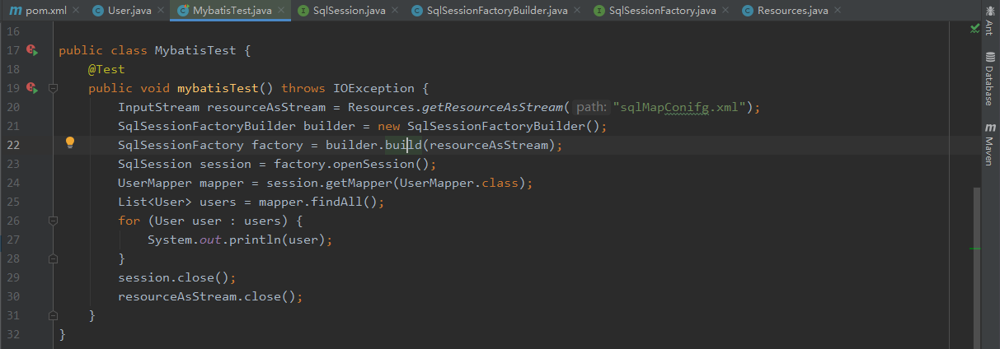 pom.xml User.java MybatisTest.java SqlSession.java SqlSessionFactoryBuilder.java SqlSessionFactory.java Resources.java
16
17 public class MybatisTest {
18 @Test
19 public void mybatisTest() throws IOException {
20 InputStream resourceAsStream = Resources.getResourceAsStream( path: "sqlMapConifg.xml");
21 SqlSessionFactoryBuilder builder = new SqlSessionFactoryBuilder();
22 SqlSessionFactory factory = builder.build(resourceAsStream);
23 SqlSession session = factory.openSession();
24 UserMapper mapper = session.getMapper(UserMapper.class);
25 List<User> users = mapper.findAll();
26 for (User user : users) {
27 System.out.println(user);
28 }
29 session.close();
30 resourceAsStream.close();
31 }
32 }
Ant
Database
Maven